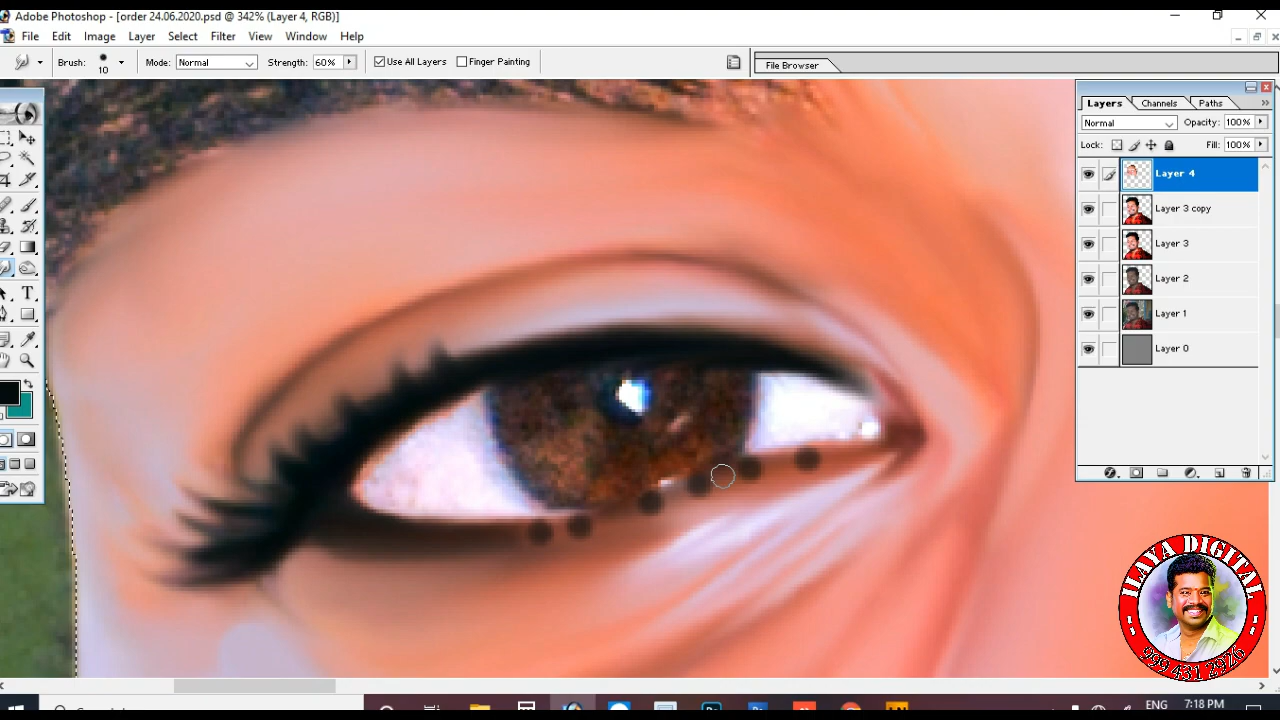 Adobe Photoshop - [order 24.06.2020.psd @ 342% (Layer 4, RGB)]
File Edit Image Layer Select Filter View Window Help
Brush: 10 Mode: Normal Strength: 60% Use All Layers Finger Painting File Browser
Layers Channels Paths
Normal Opacity: 100%
Lock: Fill: 100%
Layer 4
Layer 3 copy
Layer 3
Layer 2
Layer 1
Layer 0
ILAYA DIGITAL
999 431 2926
ENG 7:18 PM